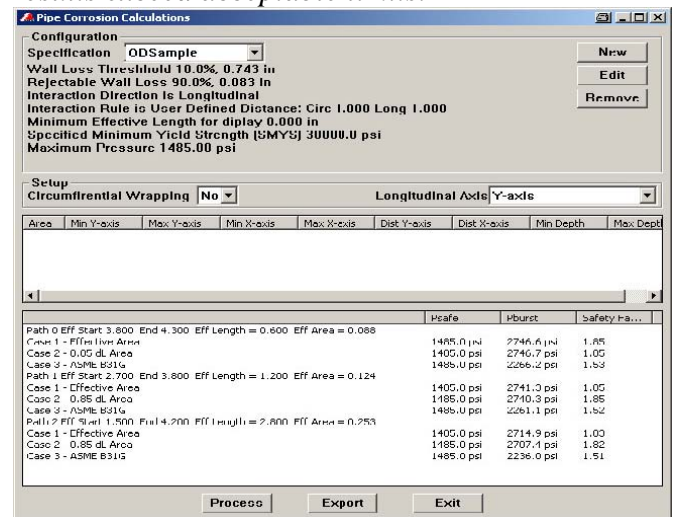 Pipe Corrosion Calculations
Configuration
Specification ODSample
New
Wall Loss Threshhold 10.0%, 0.743 in
Edit
Rejectable Wall Loss 90.0%, 0.083 in
Remove
Interaction Direction is Longitudinal
Interaction Rule is User Defined Distance: Circ 1.000 Long 1.000
Minimum Effective Length for diplay 0.000 in
Specified Minimum Yield Strength (SMYS) 30000.0 psi
Maximum Pressure 1485.00 psi
Setup
Circumfirential Wrapping No Longitudinal Axis Y-axis
Area Min Y-axis Max Y-axis Min X-axis Max X-axis Dist Y-axis Dist X-axis Min Depth Max Dept
Psafe Pburst Safety Fa...
Path 0 Eff Start 3.800 End 4.300 Eff Length = 0.600 Eff Area = 0.088
Case 1 - Effective Area 1485.0 psi 2746.6 psi 1.85
Case 2 - 0.85 dL Area 1485.0 psi 2746.7 psi 1.85
Case 3 - ASME B31G 1485.0 psi 2266.2 psi 1.53
Path 1 Eff Start 2.700 End 3.800 Eff Length = 1.200 Eff Area = 0.124
Case 1 - Effective Area 1485.0 psi 2741.3 psi 1.85
Case 2 - 0.85 dL Area 1485.0 psi 2740.3 psi 1.85
Case 3 - ASME B31G 1485.0 psi 2261.1 psi 1.52
Path 2 Eff Start 1.500 End 4.200 Eff Length = 2.800 Eff Area = 0.253
Case 1 - Effective Area 1485.0 psi 2714.9 psi 1.83
Case 2 - 0.85 dL Area 1485.0 psi 2707.4 psi 1.82
Case 3 - ASME B31G 1485.0 psi 2236.0 psi 1.51
Process Export Exit